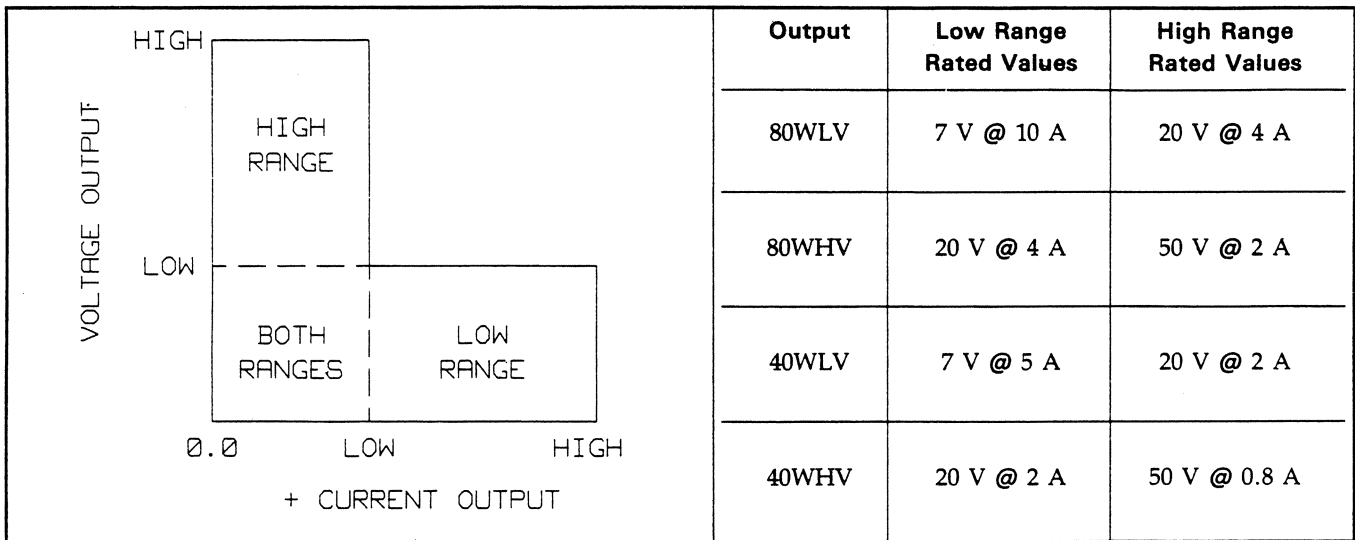 HIGH
HIGH
RANGE
VOLTAGE OUTPUT
LOW
BOTH
RANGES
LOW
RANGE
0.0 LOW HIGH
+ CURRENT OUTPUT
Output Low Range High Range
Rated Values Rated Values
80WLV 7 V @ 10 A 20 V @ 4 A
80WHV 20 V @ 4 A 50 V @ 2 A
40WLV 7 V @ 5 A 20 V @ 2 A
40WHV 20 V @ 2 A 50 V @ 0.8 A